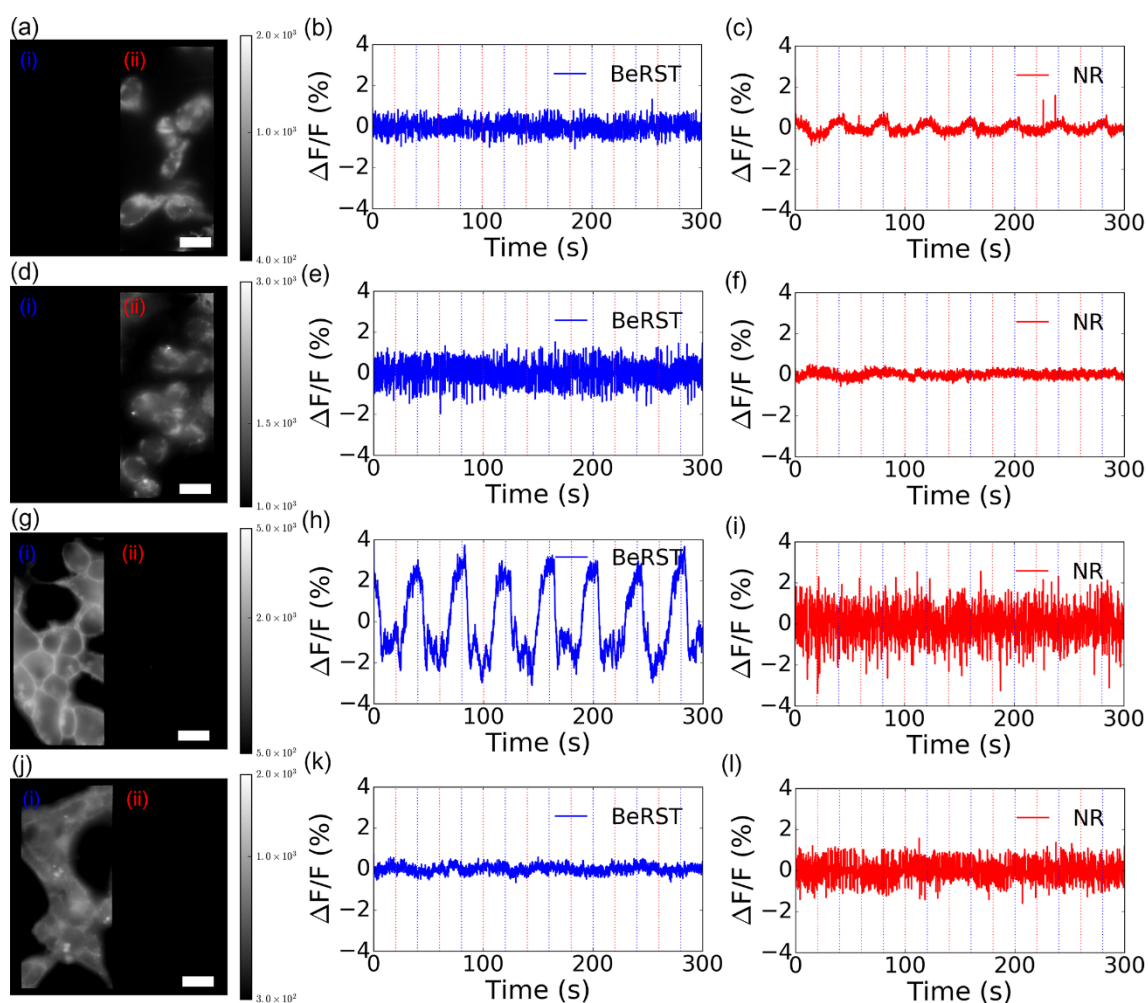 (a) (b) (c)
(i) (ii)
2.0 × 10³
1.0 × 10³
4.0 × 10²
ΔF/F (%)
4
2
0
−2
−4
BeRST
0 100 200 300
Time (s)
ΔF/F (%)
4
2
0
−2
−4
NR
0 100 200 300
Time (s)
(d) (e) (f)
(i) (ii)
3.0 × 10³
1.5 × 10³
1.0 × 10³
ΔF/F (%)
4
2
0
−2
−4
BeRST
0 100 200 300
Time (s)
ΔF/F (%)
4
2
0
−2
−4
NR
0 100 200 300
Time (s)
(g) (h) (i)
(i) (ii)
5.0 × 10³
2.0 × 10³
5.0 × 10²
ΔF/F (%)
4
2
0
−2
−4
BeRST
0 100 200 300
Time (s)
ΔF/F (%)
4
2
0
−2
−4
NR
0 100 200 300
Time (s)
(j) (k) (l)
(i) (ii)
2.0 × 10³
1.0 × 10³
3.0 × 10²
ΔF/F (%)
4
2
0
−2
−4
BeRST
0 100 200 300
Time (s)
ΔF/F (%)
4
2
0
−2
−4
NR
0 100 200 300
Time (s)